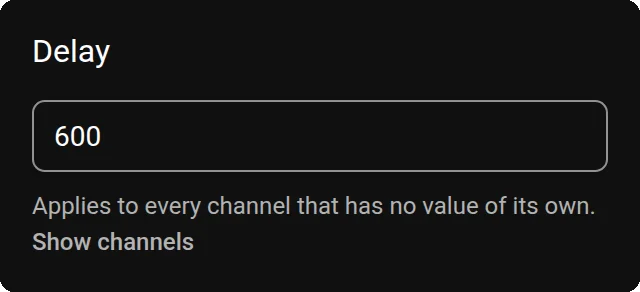 Delay
600
Applies to every channel that has no value of its own.
Show channels